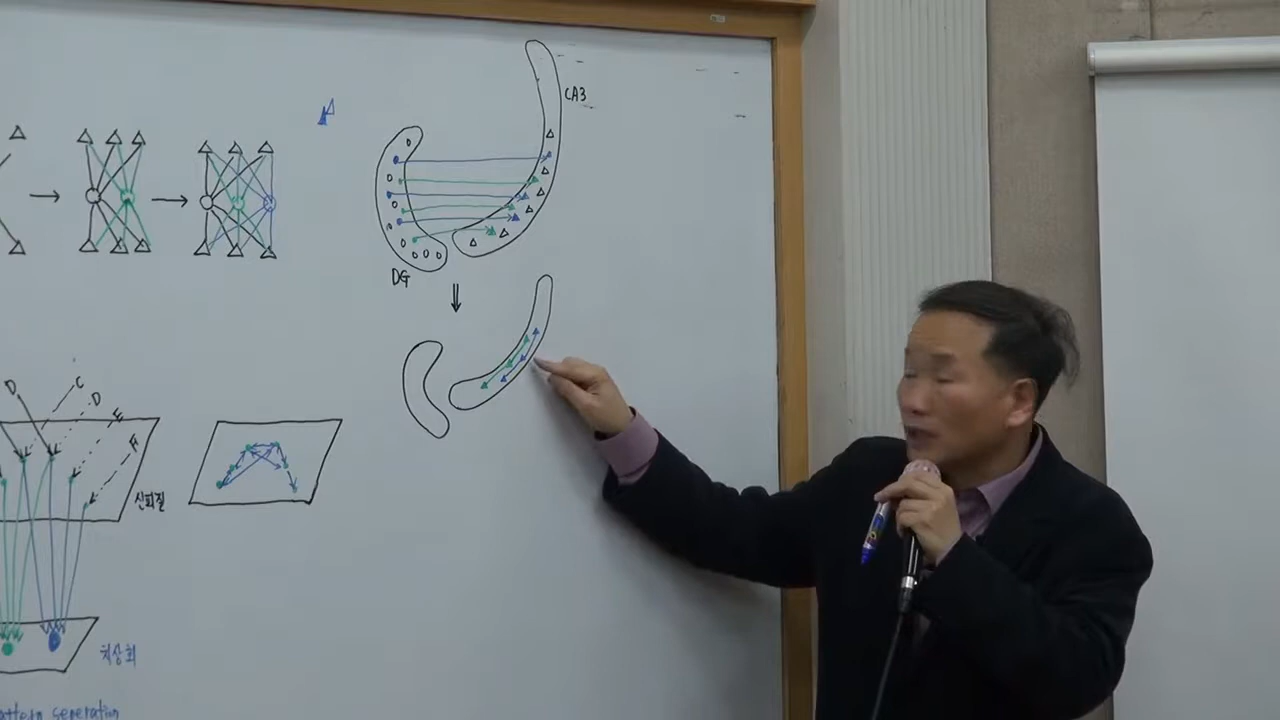 CA3
DG
D
C
D
E
F
신피질
치상회
pattern seperation